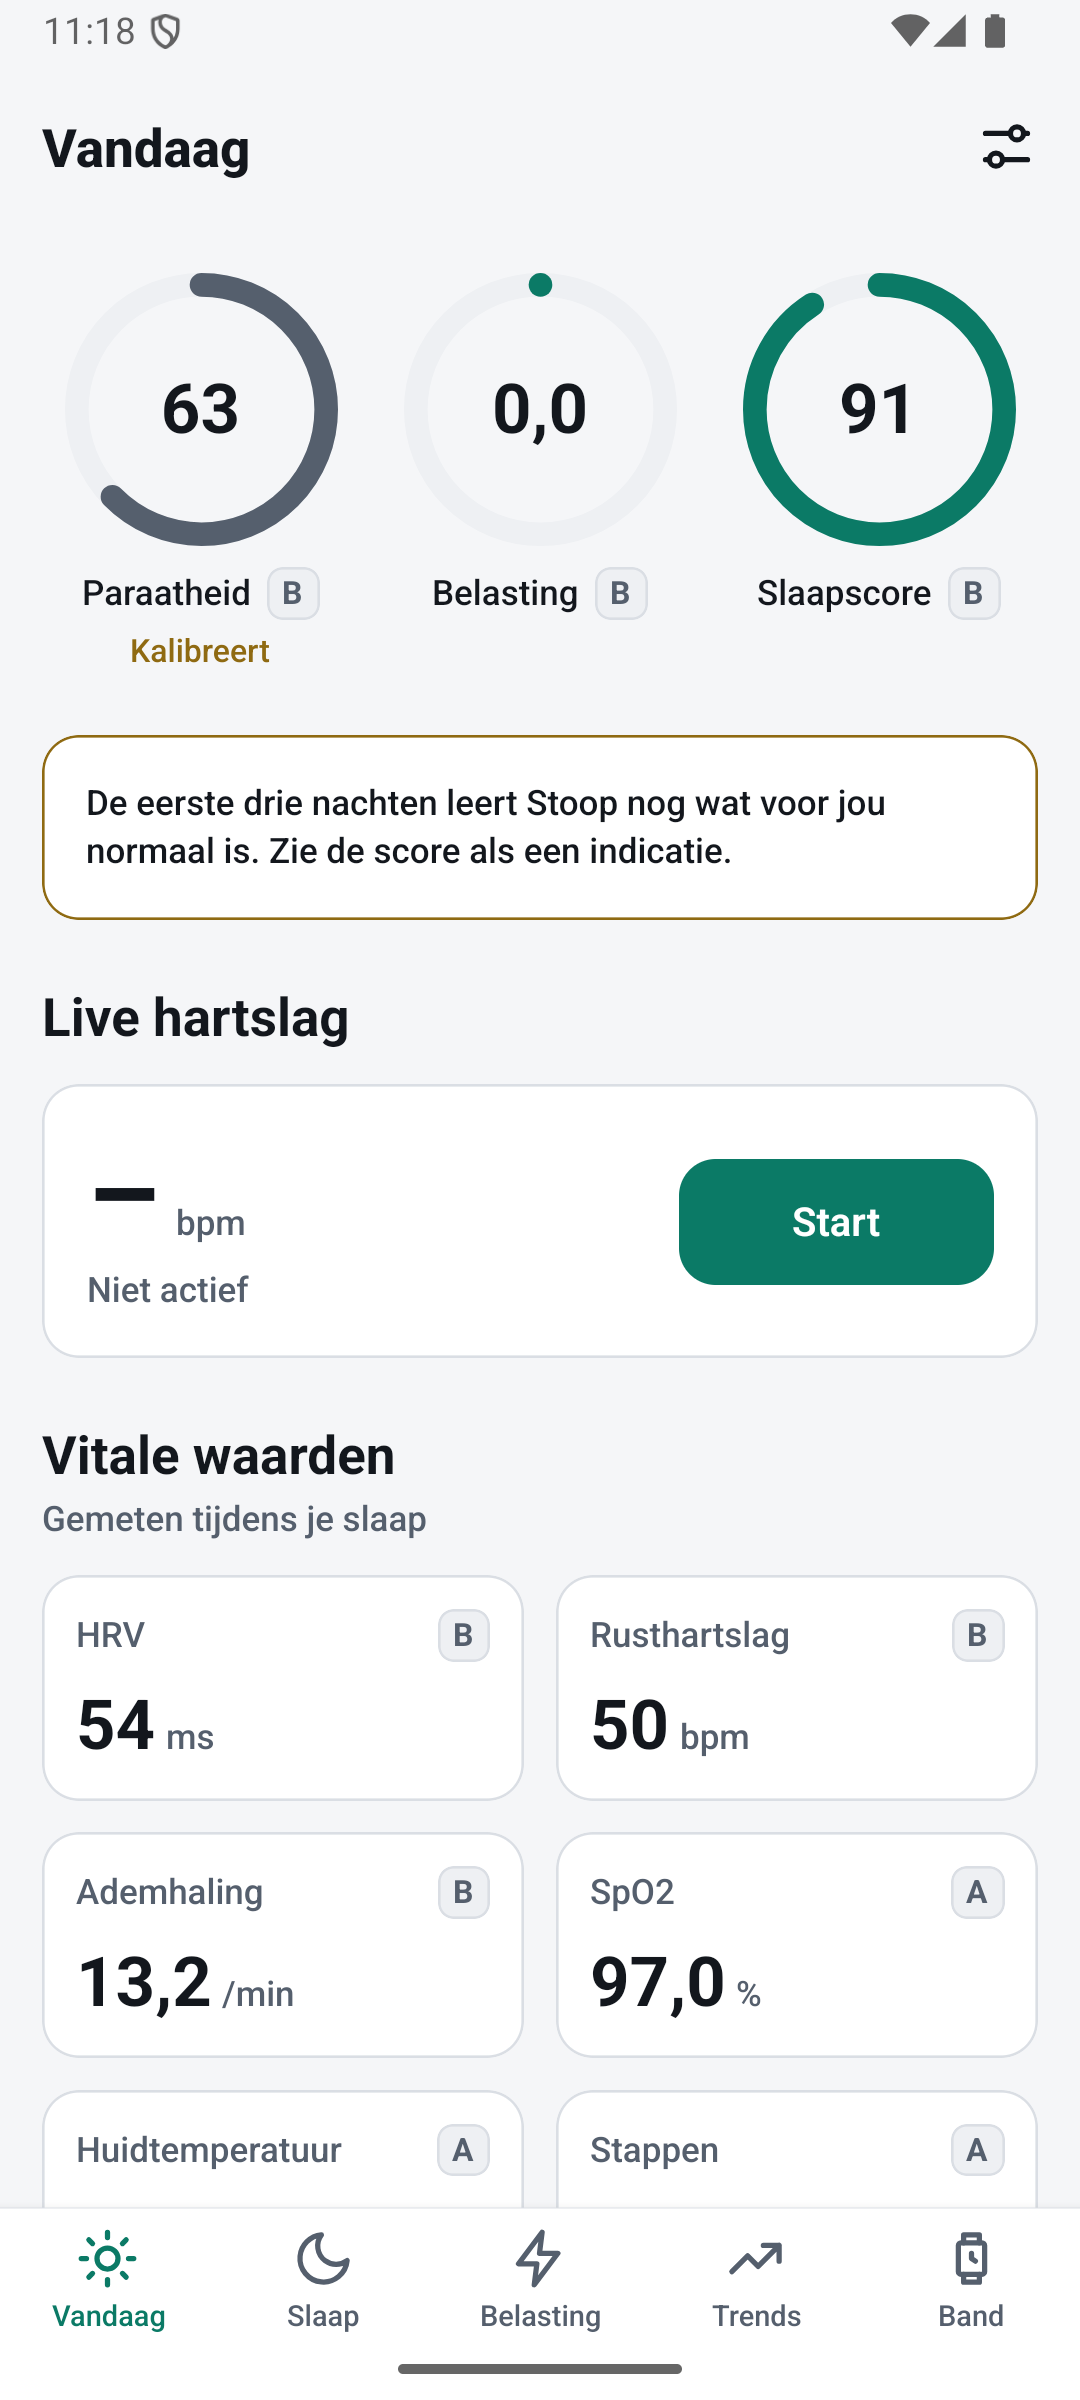 11:18
Vandaag
63
0,0
91
Paraatheid B
Belasting B
Slaapscore B
Kalibreert
De eerste drie nachten leert Stoop nog wat voor jou
normaal is. Zie de score als een indicatie.
Live hartslag
– bpm
Start
Niet actief
Vitale waarden
Gemeten tijdens je slaap
HRV B
54 ms
Rusthartslag B
50 bpm
Ademhaling B
13,2 /min
SpO2 A
97,0 %
Huidtemperatuur A
Stappen A
Vandaag
Slaap
Belasting
Trends
Band